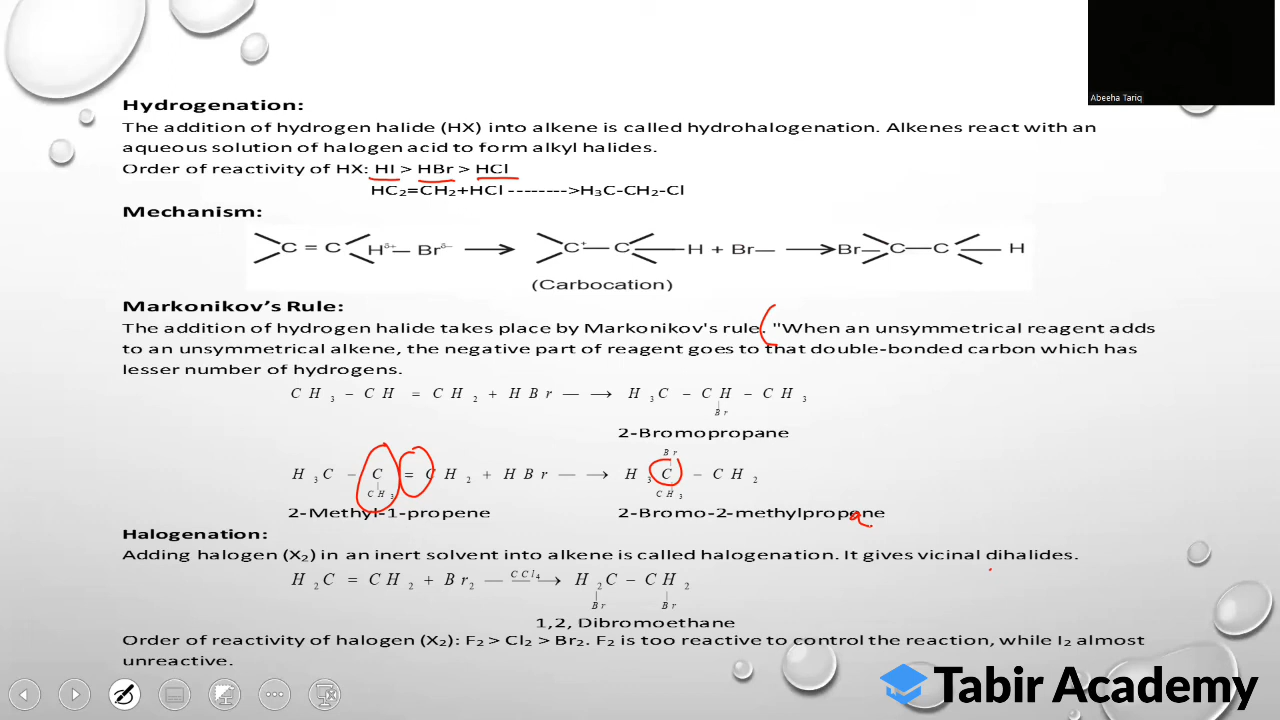 Abeeha Tariq
Hydrogenation:
The addition of hydrogen halide (HX) into alkene is called hydrohalogenation. Alkenes react with an
aqueous solution of halogen acid to form alkyl halides.
Order of reactivity of HX: HI > HBr > HCl
HC₂=CH₂+HCl -------->H₃C-CH₂-Cl
Mechanism:
C = C H^δ+ — Br^δ– ⟶ C⁺ — C — H + Br— ⟶ Br — C — C — H
(Carbocation)
Markonikov's Rule:
The addition of hydrogen halide takes place by Markonikov's rule. "When an unsymmetrical reagent adds
to an unsymmetrical alkene, the negative part of reagent goes to that double-bonded carbon which has
lesser number of hydrogens.
CH₃ – CH = CH₂ + HBr — ⟶ H₃C – CH – CH₃
Br
2-Bromopropane
Br
H₃C – C = CH₂ + HBr — ⟶ H₃C – CH₂
CH₃ CH₃
2-Methyl-1-propene 2-Bromo-2-methylpropane
Halogenation:
Adding halogen (X₂) in an inert solvent into alkene is called halogenation. It gives vicinal dihalides.
H₂C = CH₂ + Br₂ — CCl₄ ⟶ H₂C – CH₂
Br Br
1,2, Dibromoethane
Order of reactivity of halogen (X₂): F₂ > Cl₂ > Br₂. F₂ is too reactive to control the reaction, while I₂ almost
unreactive.
Tabir Academy